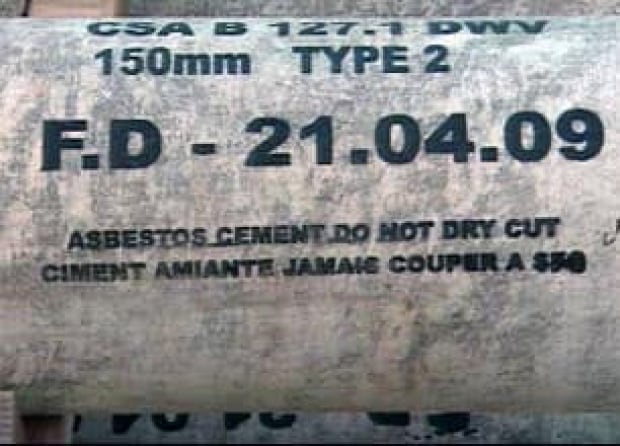 CSA B 127.1 DWV
150mm TYPE 2
F.D - 21.04.09
ASBESTOS CEMENT DO NOT DRY CUT
CIMENT AMIANTE JAMAIS COUPER A SEC